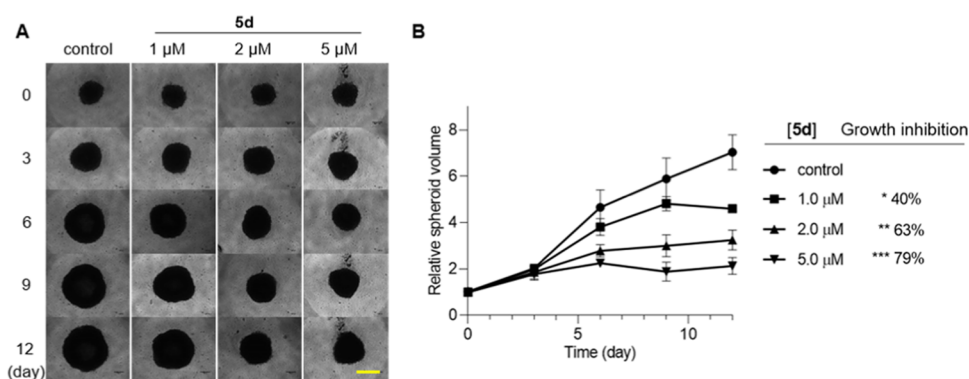 A
5d
control 1 µM 2 µM 5 µM
0
3
6
9
12
(day)
B
Relative spheroid volume
8
6
4
2
0
0 5 10
Time (day)
[5d] Growth inhibition
control
1.0 µM * 40%
2.0 µM ** 63%
5.0 µM *** 79%